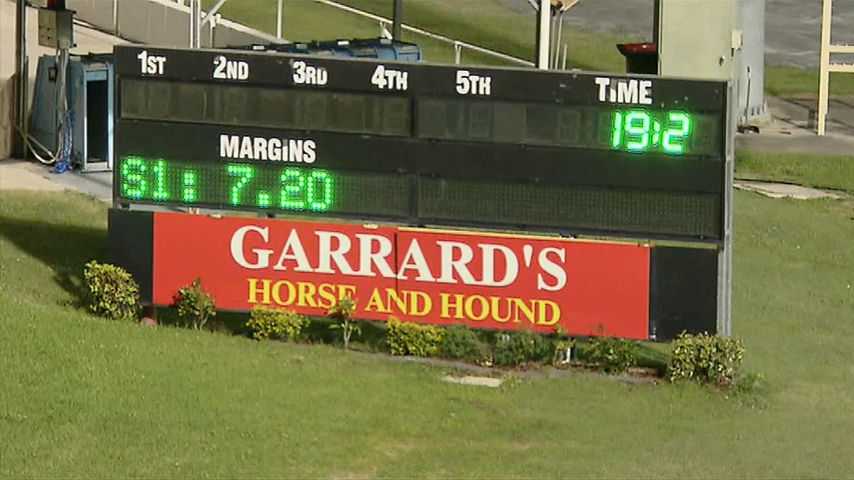 1ST 2ND 3RD 4TH 5TH TIME
19:2
MARGINS
S1: 7.20
GARRARD'S
HORSE AND HOUND